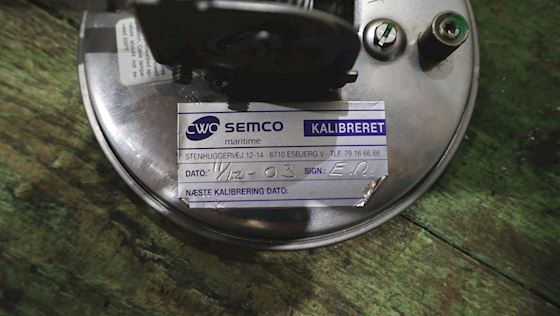 CWO SEMCO
maritime
KALIBRERET
STENHUGGERVEJ 12-14 · 6710 ESBJERG V - TLF. 79 16 66 66
DATO: 11/12-03 SIGN.: E.R.
NÆSTE KALIBRERING DATO: